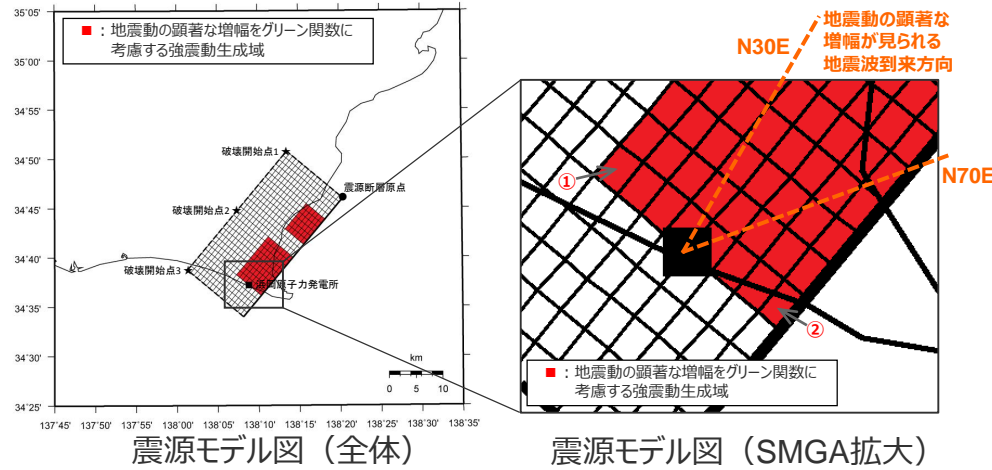 35°05'
35°00'
34°55'
34°50'
34°45'
34°40'
34°35'
34°30'
34°25'
■：地震動の顕著な増幅をグリーン関数に
考慮する強震動生成域
破壊開始点1
震源断層原点
破壊開始点2
破壊開始点3
浜岡原子力発電所
km
0 5 10
137°45' 137°50' 137°55' 138°00' 138°05' 138°10' 138°15' 138°20' 138°25' 138°30' 138°35'
震源モデル図（全体）
地震動の顕著な
増幅が見られる
地震波到来方向
N30E
N70E
①
②
■：地震動の顕著な増幅をグリーン関数に
考慮する強震動生成域
震源モデル図（SMGA拡大）